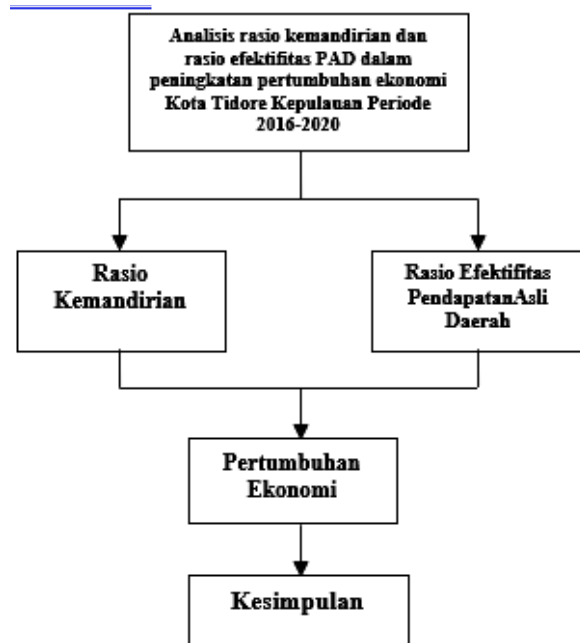 Analisis rasio kemandirian dan
rasio efektifitas PAD dalam
peningkatan pertumbuhan ekonomi
Kota Tidore Kepulauan Periode
2016-2020
Rasio
Kemandirian
Rasio Efektifitas
PendapatanAsli
Daerah
Pertumbuhan
Ekonomi
Kesimpulan